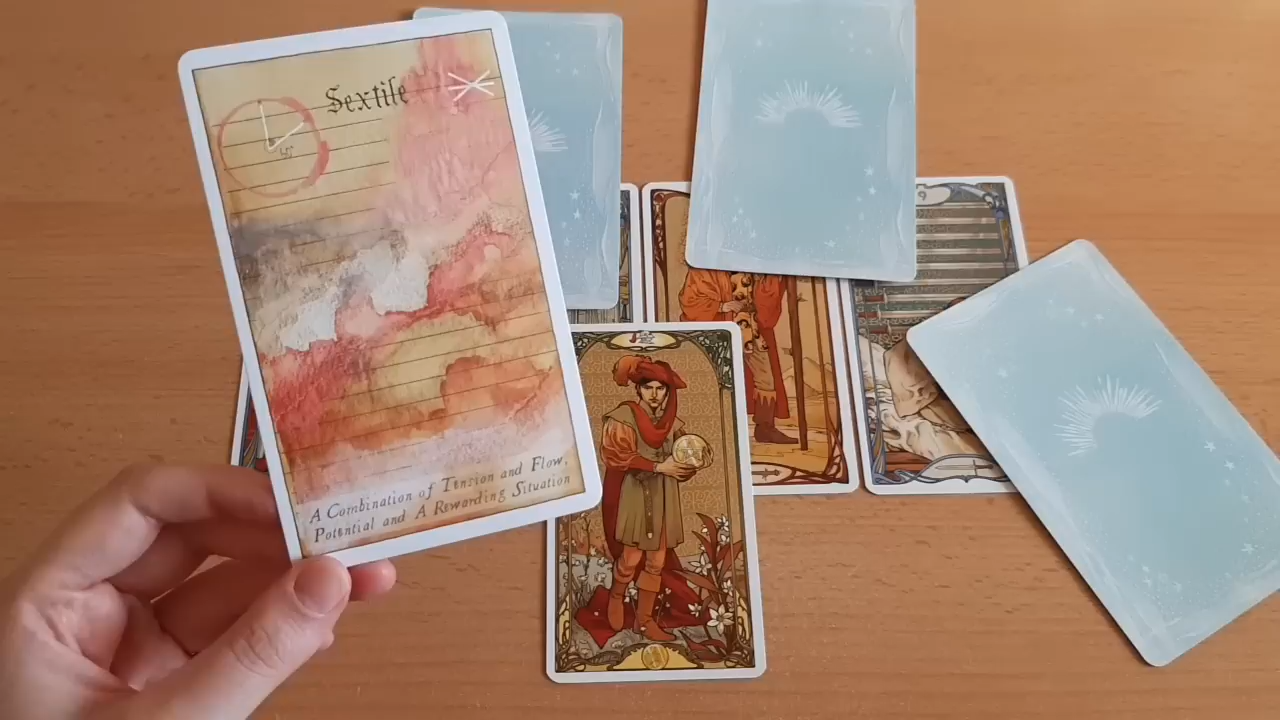 Sextile
A Combination of Tension and Flow,
Potential and A Rewarding Situation